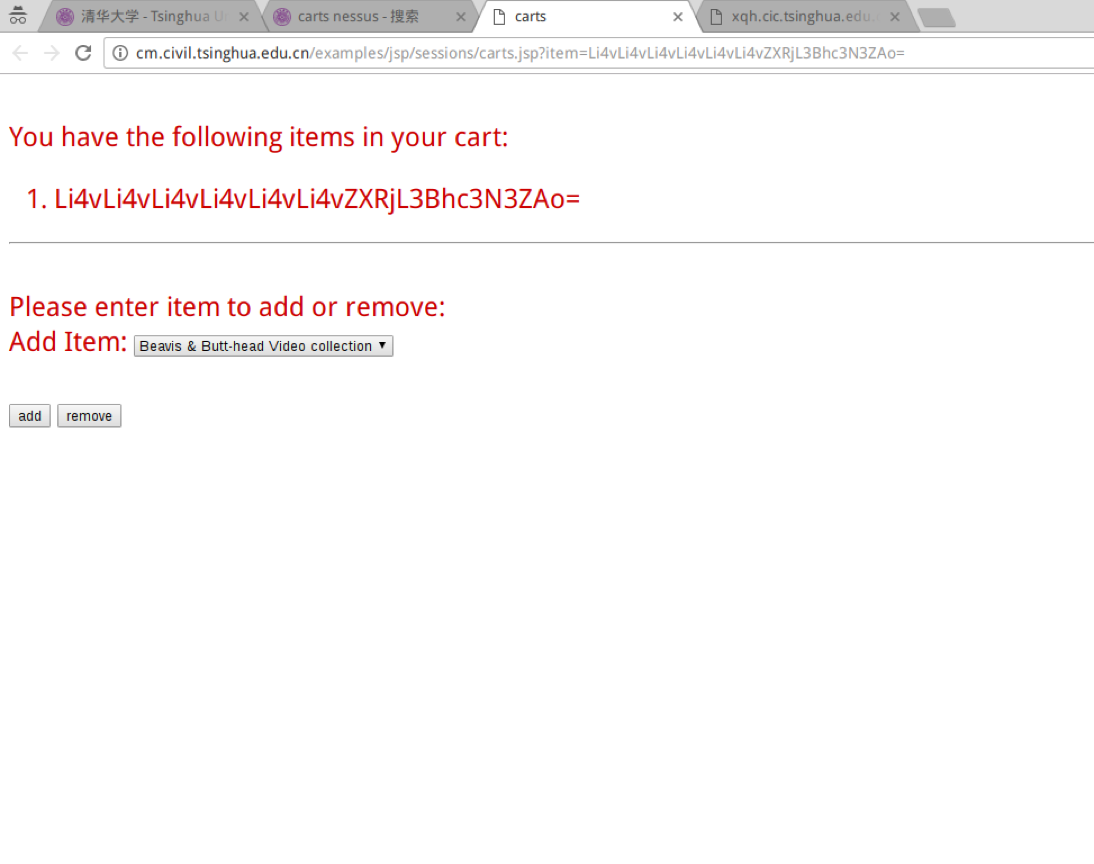 清华大学 - Tsinghua U
carts nessus - 搜索
carts
xqh.cic.tsinghua.edu.c
cm.civil.tsinghua.edu.cn/examples/jsp/sessions/carts.jsp?item=Li4vLi4vLi4vLi4vLi4vLi4vZXRjL3Bhc3N3ZAo=
You have the following items in your cart:
1. Li4vLi4vLi4vLi4vLi4vLi4vZXRjL3Bhc3N3ZAo=
Please enter item to add or remove:
Add Item: Beavis & Butt-head Video collection
add remove